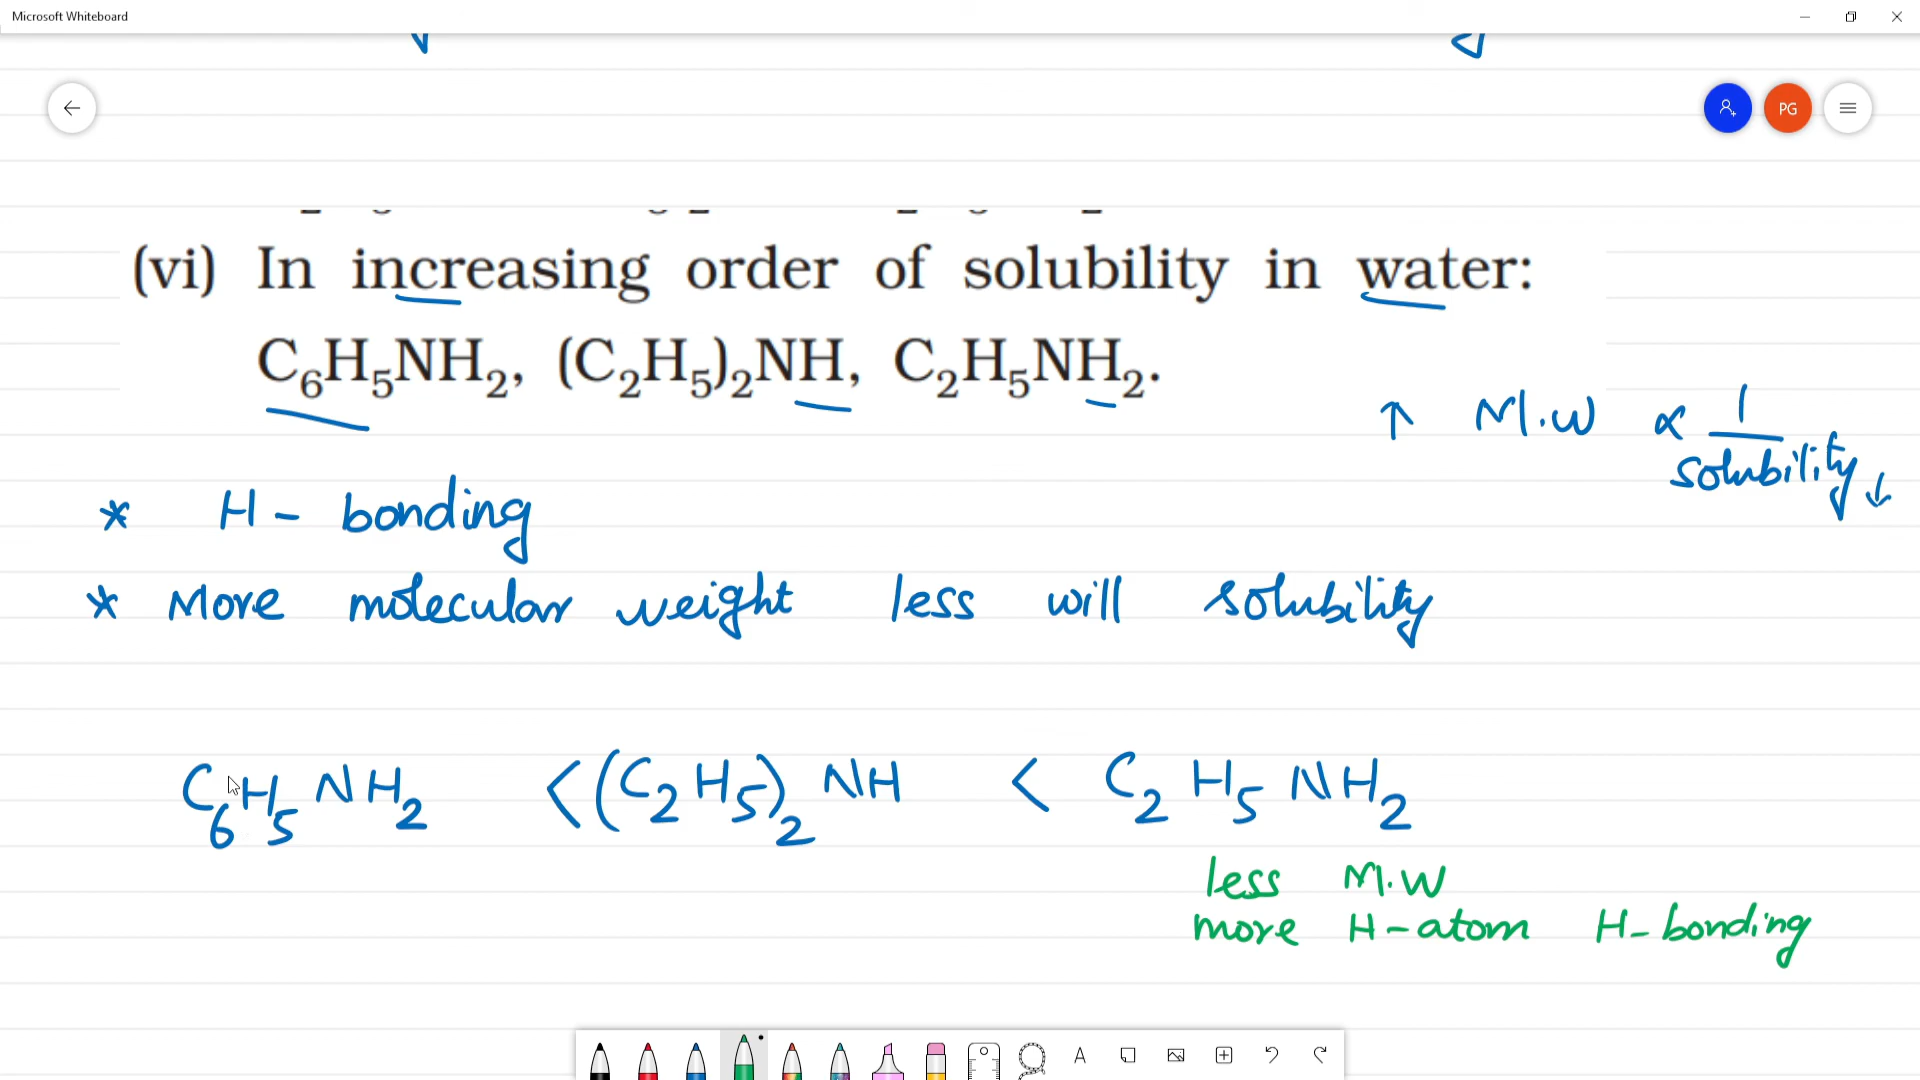 Microsoft Whiteboard
PG
(vi) In increasing order of solubility in water:
C₆H₅NH₂, (C₂H₅)₂NH, C₂H₅NH₂.
↑ M.W ∝ 1/solubility ↓
* H - bonding
* More molecular weight less will solubility
C₆H₅NH₂ < (C₂H₅)₂NH < C₂H₅NH₂
less M.W
more H-atom H-bonding
A